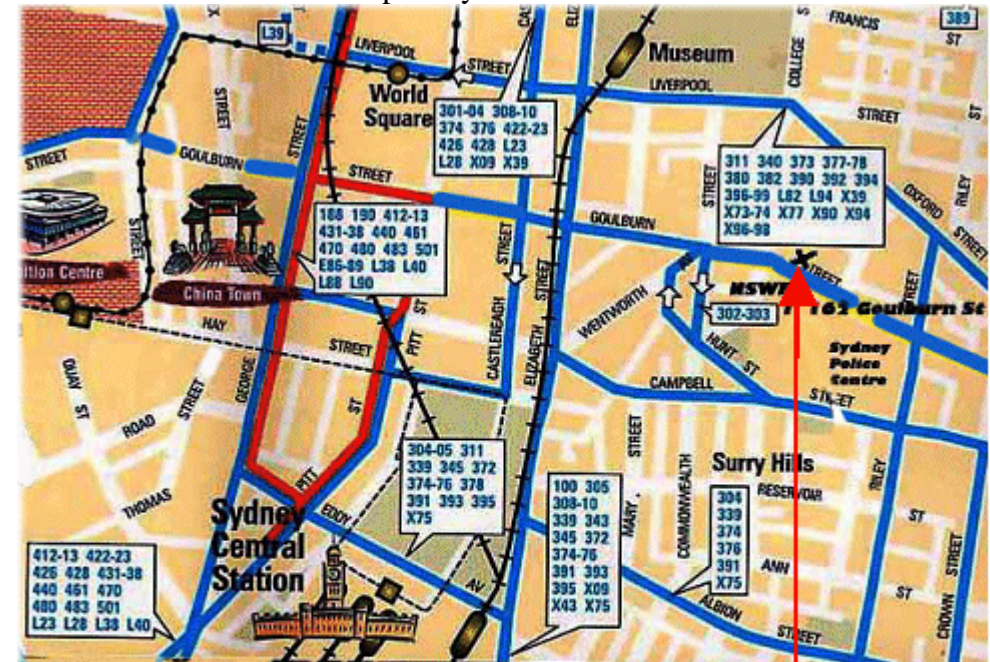 L39
LIVERPOOL
STREET
World
Square
301-04 308-10
374 376 422-23
426 428 L23
L28 X09 X39
Museum
LIVERPOOL
STREET
COLLEGE
FRANCIS
ST
389
ST
STREET
STREET
GOULBURN
STREET
STREET
188 190 412-13
431-38 440 461
470 480 483 501
E86-89 L38 L40
L88 L90
GOULBURN
STREET
311 340 373 377-78
380 382 390 392 394
396-99 L82 L94 X39
X73-74 X77 X90 X94
X96-98
OXFORD
STREET
RILEY
ST
STREET
ition Centre
China Town
HAY
STREET
PITT
ST
CASTLEREAGH
STREET
ELIZABETH
WENTWORTH
302-303
HUNT
ST
162 Goulburn St
Sydney
Police
Centre
CAMPBELL
STREET
QUAY
ST
ROAD
STREET
GEORGE
ST
THOMAS
PITT
Sydney
Central
Station
EDDY
AV
304-05 311
339 345 372
374-76 378
391 393 395
X75
100 305
308-10
339 343
345 372
374-76
391 393
395 X09
X43 X75
STREET
MARY
COMMONWEALTH
Surry Hills
RESERVOIR
ST
304
339
374
376
391
X75
ANN
ST
ALBION
STREET
RILEY
STREET
CROWN
412-13 422-23
426 428 431-38
440 461 470
480 483 501
L23 L28 L38 L40